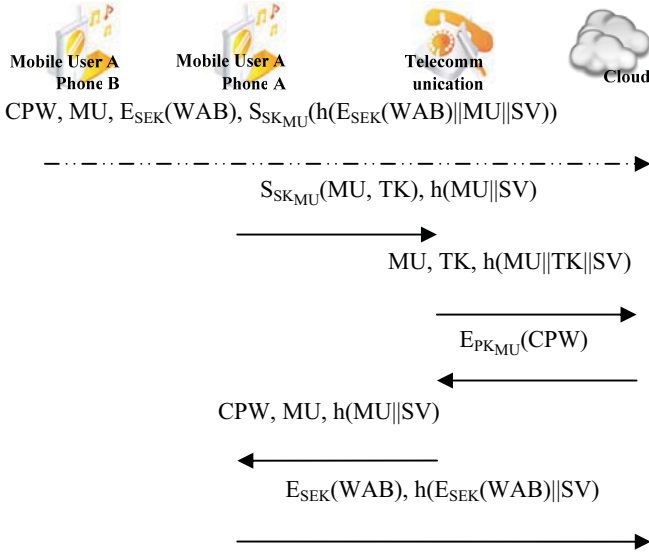 Mobile User A
Phone B
Mobile User A
Phone A
Telecomm
unication
Cloud
CPW, MU, E_SEK(WAB), S_SK_MU(h(E_SEK(WAB)||MU||SV))
S_SK_MU(MU, TK), h(MU||SV)
MU, TK, h(MU||TK||SV)
E_PK_MU(CPW)
CPW, MU, h(MU||SV)
E_SEK(WAB), h(E_SEK(WAB)||SV)